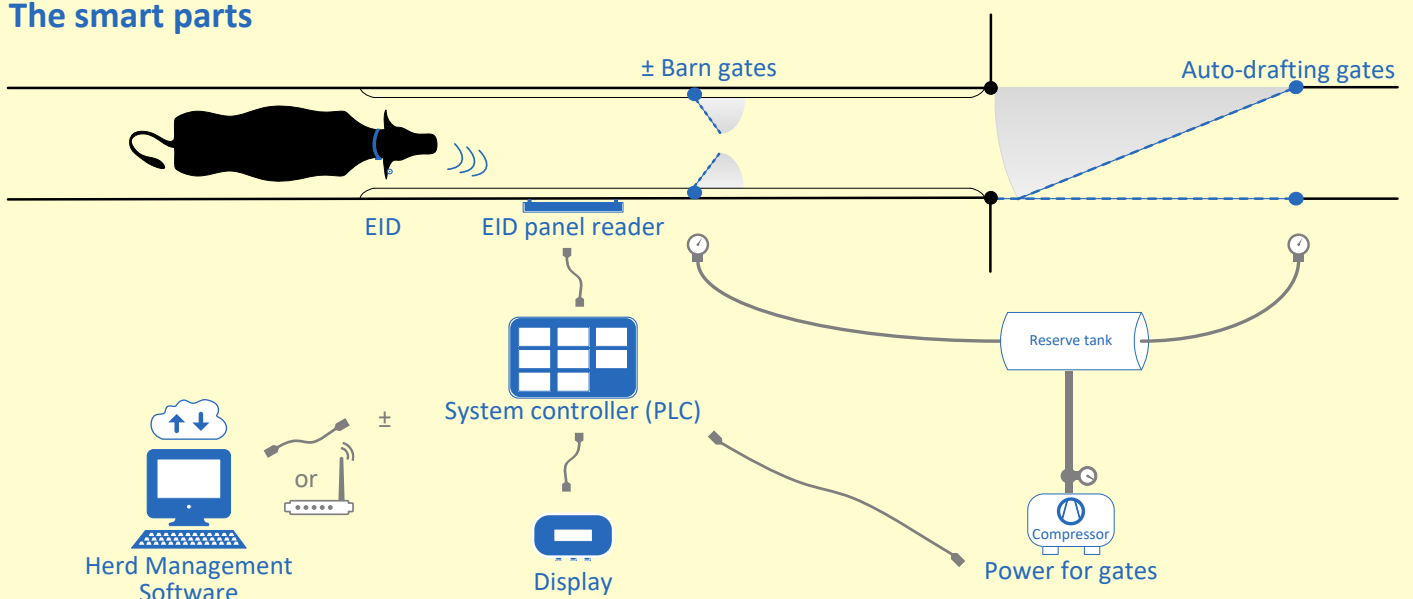 The smart parts
± Barn gates
Auto-drafting gates
EID
EID panel reader
Reserve tank
System controller (PLC)
±
or
Compressor
Herd Management
Software
Display
Power for gates